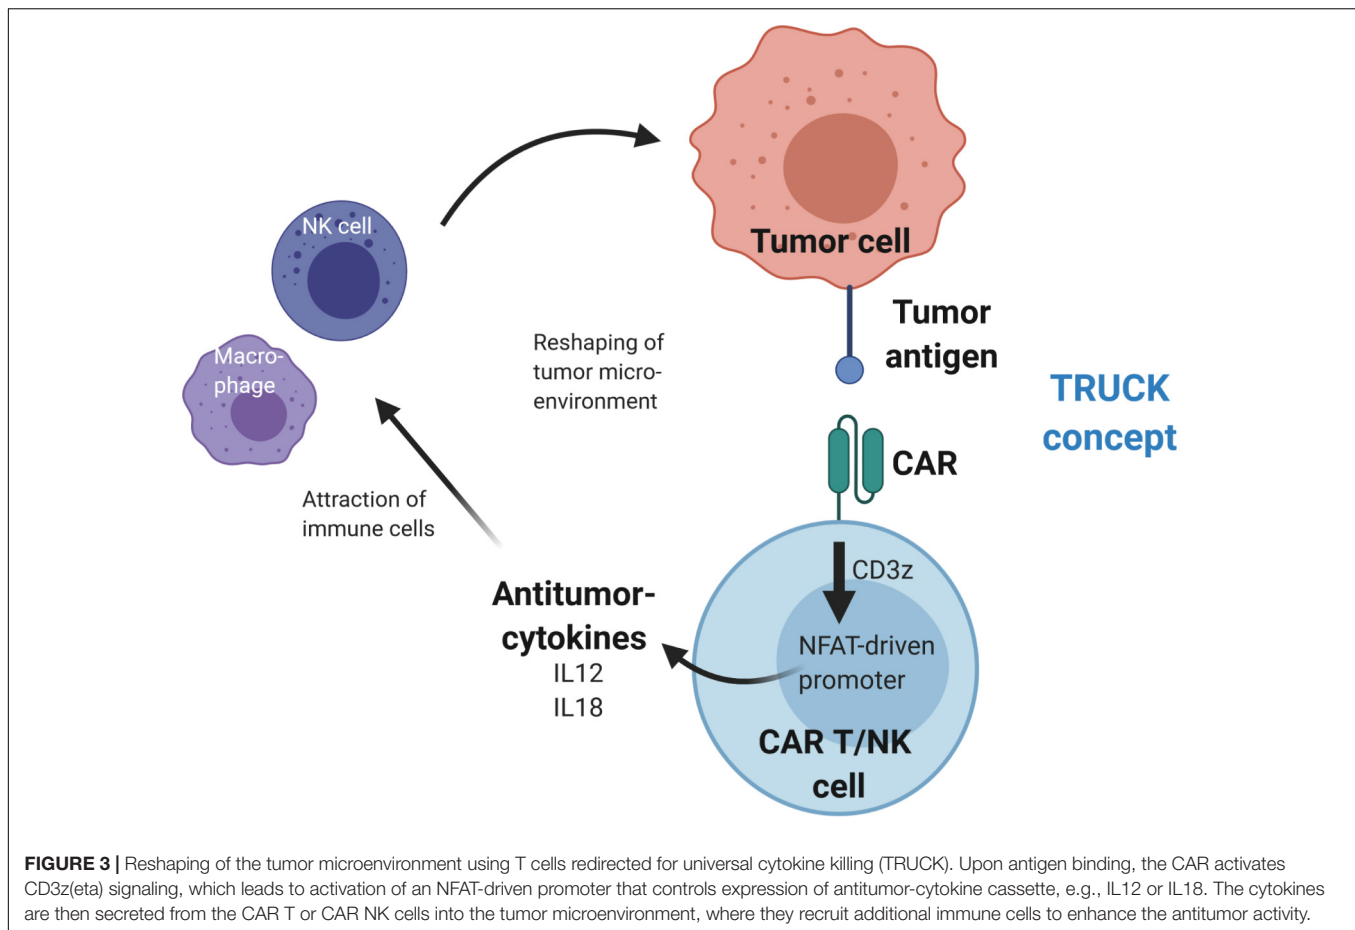 NK cell
Macro-
phage
Tumor cell
Tumor
antigen
Reshaping of
tumor micro-
environment
TRUCK
concept
CAR
Attraction of
immune cells
CD3z
Antitumor-
cytokines
IL12
IL18
NFAT-driven
promoter
CAR T/NK
cell
FIGURE 3 | Reshaping of the tumor microenvironment using T cells redirected for universal cytokine killing (TRUCK). Upon antigen binding, the CAR activates
CD3z(eta) signaling, which leads to activation of an NFAT-driven promoter that controls expression of antitumor-cytokine cassette, e.g., IL12 or IL18. The cytokines
are then secreted from the CAR T or CAR NK cells into the tumor microenvironment, where they recruit additional immune cells to enhance the antitumor activity.